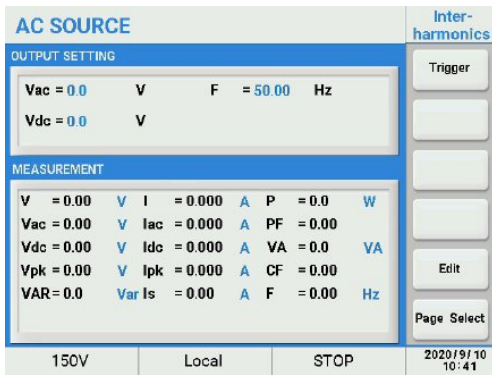 AC SOURCE
Inter-
harmonics
OUTPUT SETTING
Vac = 0.0 V F = 50.00 Hz
Vdc = 0.0 V
Trigger
MEASUREMENT
V = 0.00 V I = 0.000 A P = 0.0 W
Vac = 0.00 V Iac = 0.000 A PF = 0.00
Vdc = 0.00 V Idc = 0.000 A VA = 0.0 VA
Vpk = 0.00 V Ipk = 0.000 A CF = 0.00
VAR= 0.0 Var Is = 0.00 A F = 0.00 Hz
Edit
Page Select
150V Local STOP
2020/9/10
10:41